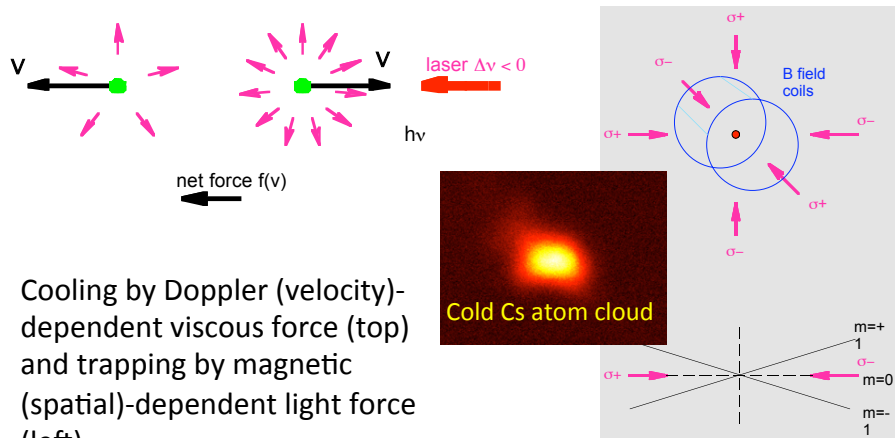 V
V
laser Δν < 0
hν
net force f(v)
Cooling by Doppler (velocity)-
dependent viscous force (top)
and trapping by magnetic
(spatial)-dependent light force
(left)
Cold Cs atom cloud
σ+
σ−
B field
coils
σ+
σ−
σ+
σ−
m=+
1
σ+
σ−
m=0
m=-
1